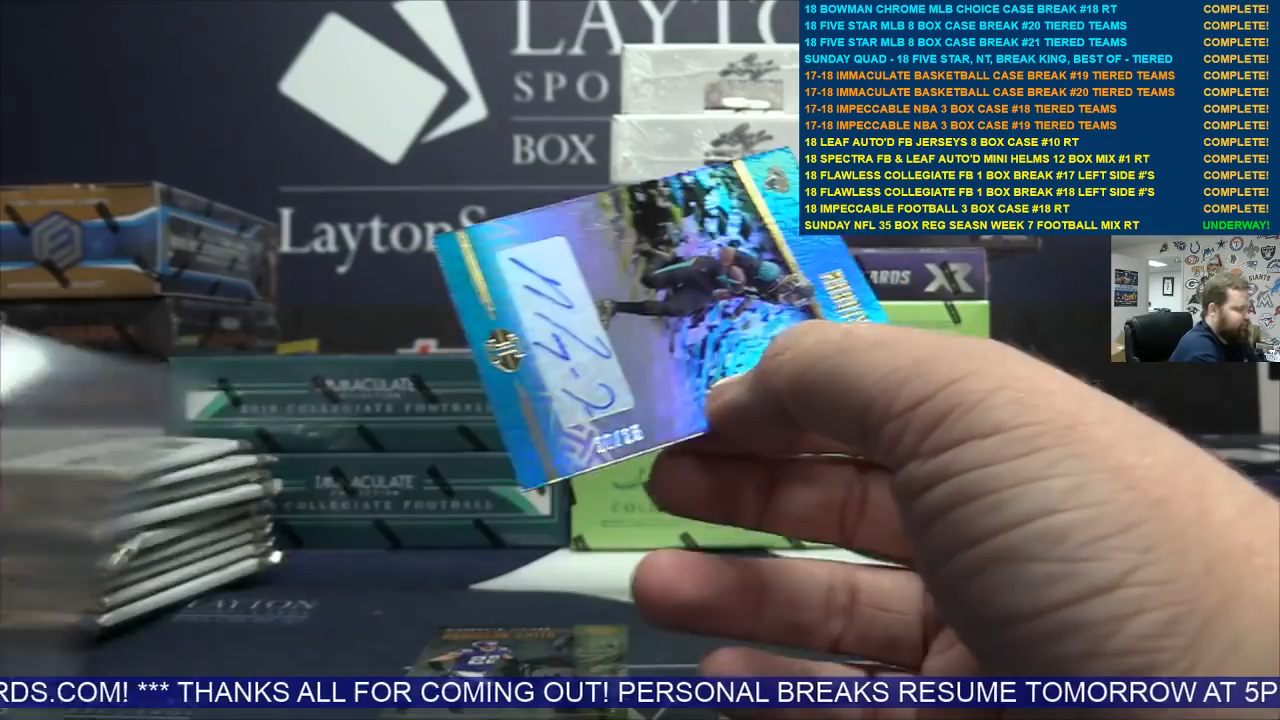 18 BOWMAN CHROME MLB CHOICE CASE BREAK #18 RT COMPLETE!
18 FIVE STAR MLB 8 BOX CASE BREAK #20 TIERED TEAMS COMPLETE!
18 FIVE STAR MLB 8 BOX CASE BREAK #21 TIERED TEAMS COMPLETE!
SUNDAY QUAD - 18 FIVE STAR, NT, BREAK KING, BEST OF - TIERED COMPLETE!
17-18 IMMACULATE BASKETBALL CASE BREAK #19 TIERED TEAMS COMPLETE!
17-18 IMMACULATE BASKETBALL CASE BREAK #20 TIERED TEAMS COMPLETE!
17-18 IMPECCABLE NBA 3 BOX CASE #18 TIERED TEAMS COMPLETE!
17-18 IMPECCABLE NBA 3 BOX CASE #19 TIERED TEAMS COMPLETE!
18 LEAF AUTO'D FB JERSEYS 8 BOX CASE #10 RT COMPLETE!
18 SPECTRA FB & LEAF AUTO'D MINI HELMS 12 BOX MIX #1 RT COMPLETE!
18 FLAWLESS COLLEGIATE FB 1 BOX BREAK #17 LEFT SIDE #'S COMPLETE!
18 FLAWLESS COLLEGIATE FB 1 BOX BREAK #18 LEFT SIDE #'S COMPLETE!
18 IMPECCABLE FOOTBALL 3 BOX CASE #18 RT COMPLETE!
SUNDAY NFL 35 BOX REG SEASN WEEK 7 FOOTBALL MIX RT UNDERWAY!
LAYT
SPO
BOX
LaytonS
XR
IMMACULATE
2018 COLLEGIATE FOOTBALL
IMMACULATE
COLLEGIATE FOOTBALL
LAYTON
RDS.COM! *** THANKS ALL FOR COMING OUT! PERSONAL BREAKS RESUME TOMORROW AT 5P